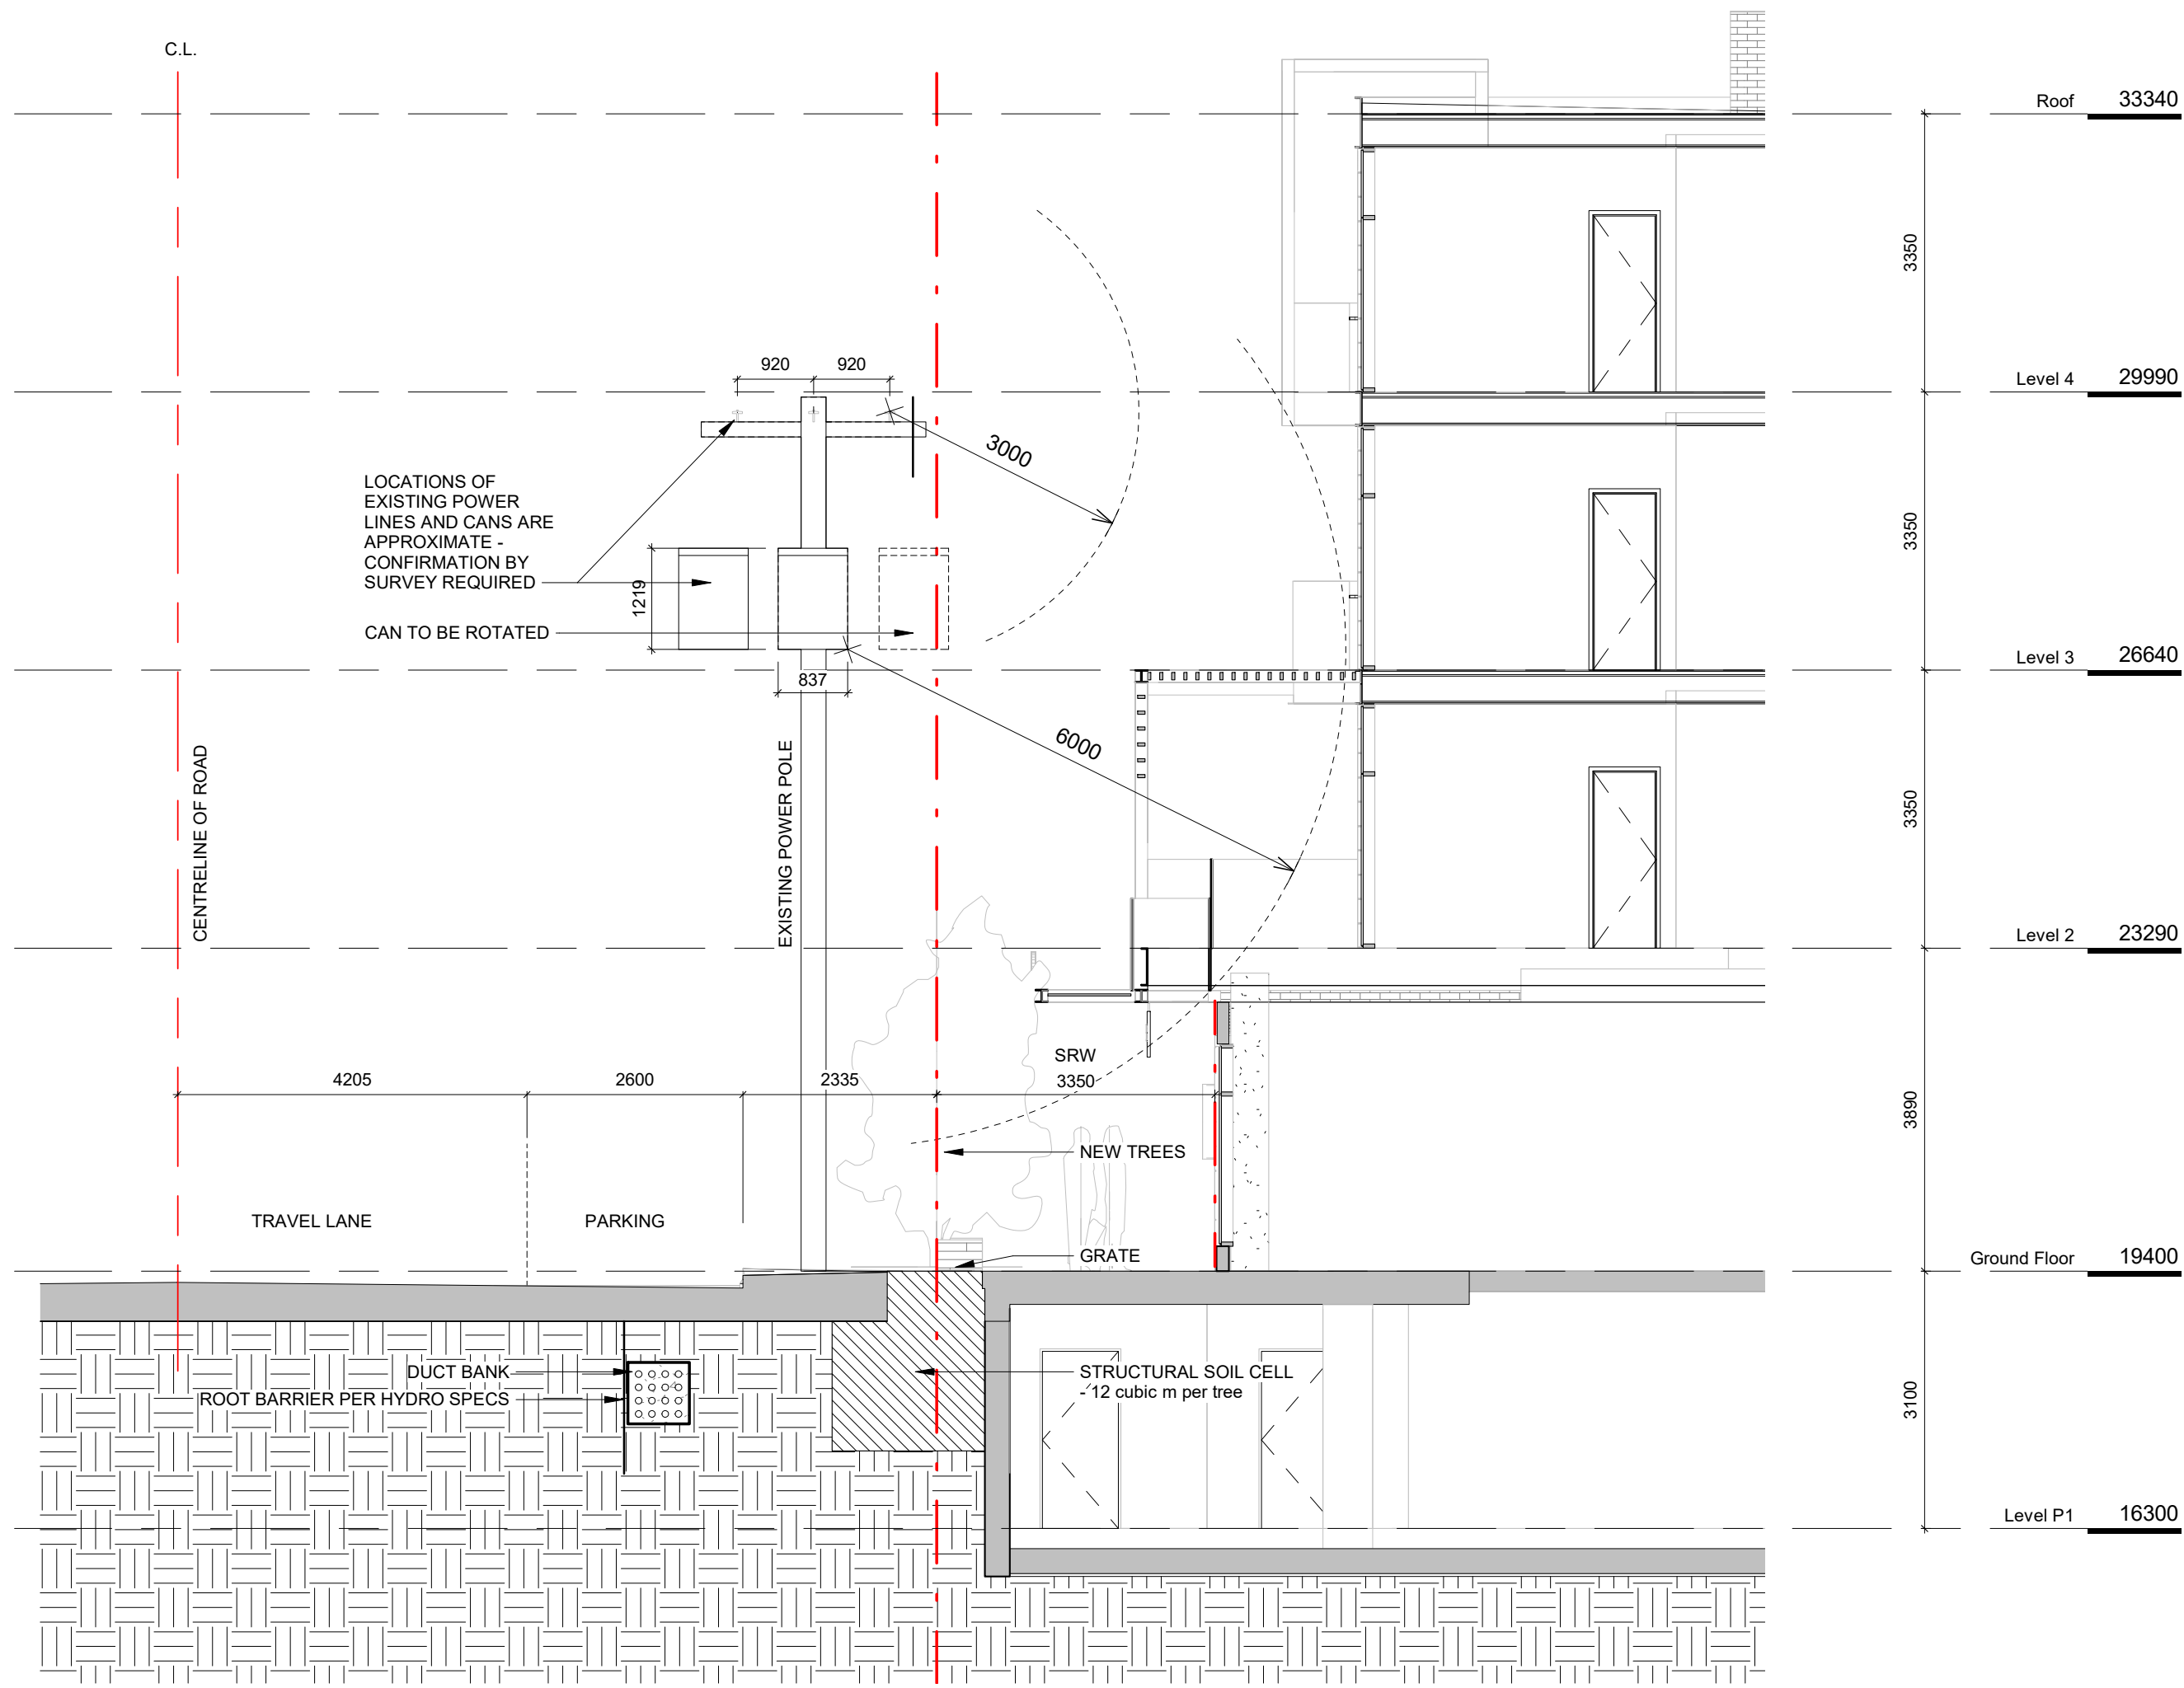 C.L.
Roof 33340
3350
920 920
Level 4 29990
3000
LOCATIONS OF
EXISTING POWER
LINES AND CANS ARE
APPROXIMATE -
CONFIRMATION BY
SURVEY REQUIRED
1219
3350
CAN TO BE ROTATED
Level 3 26640
837
6000
CENTRELINE OF ROAD
EXISTING POWER POLE
3350
Level 2 23290
SRW
4205 2600 2335 3350
3890
NEW TREES
TRAVEL LANE PARKING
GRATE
Ground Floor 19400
DUCT BANK
ROOT BARRIER PER HYDRO SPECS
STRUCTURAL SOIL CELL
- 12 cubic m per tree
3100
Level P1 16300